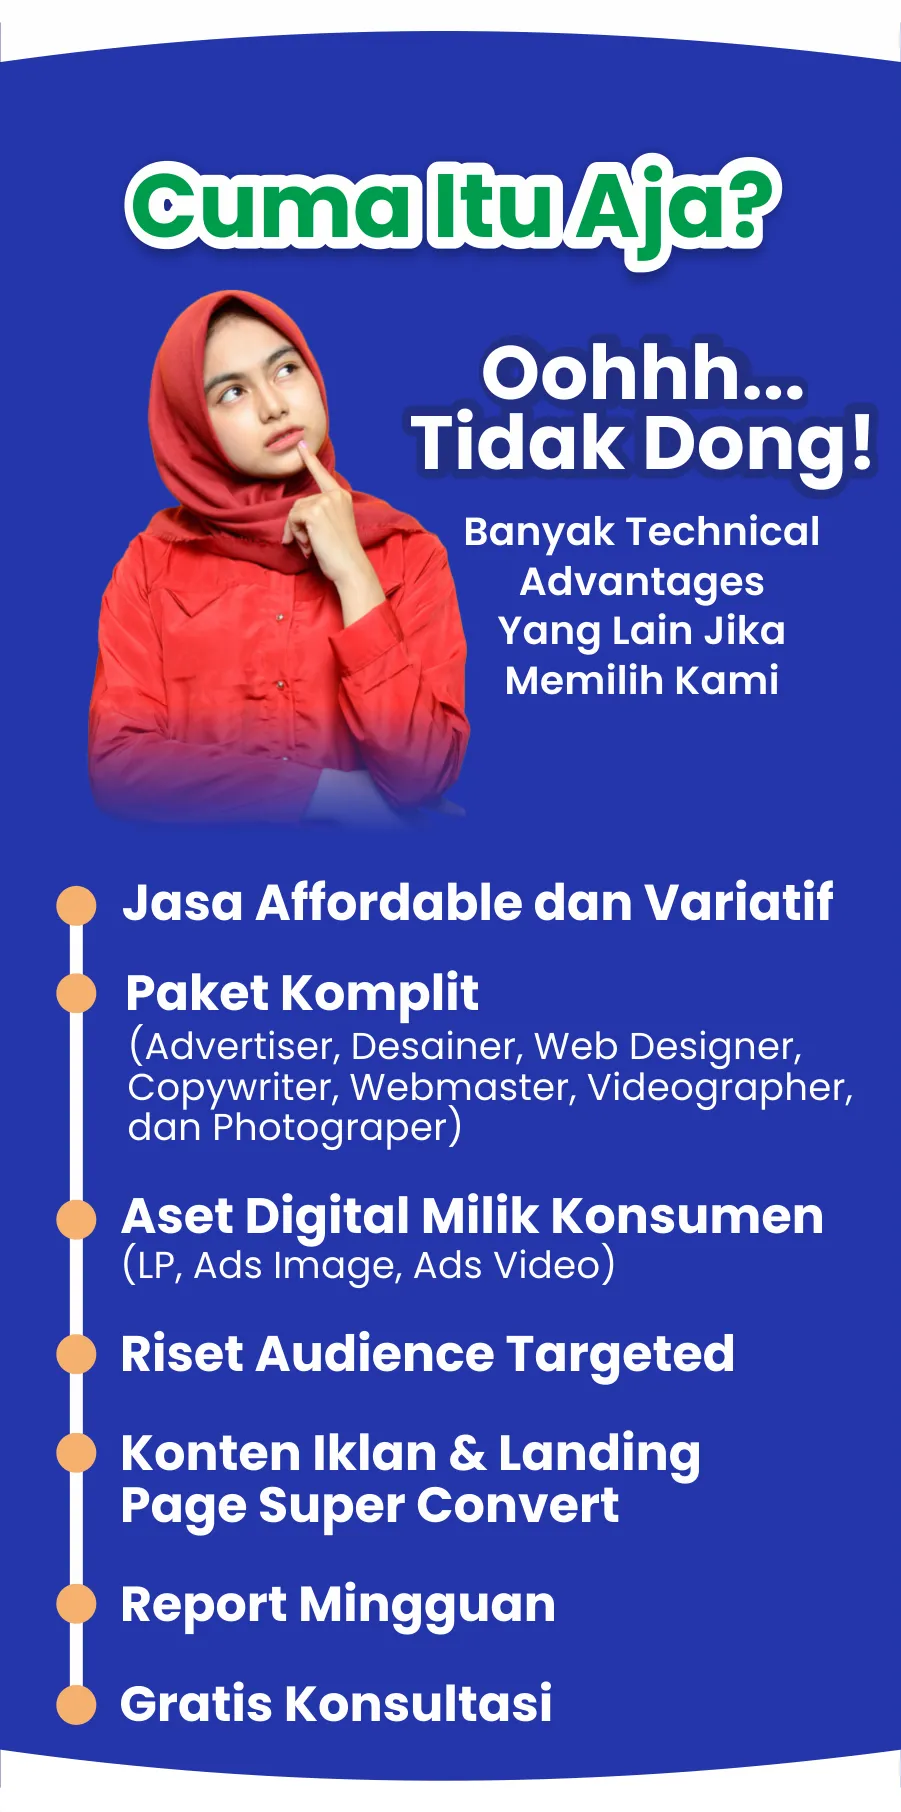 Cuma Itu Aja?
Oohhh...
Tidak Dong!
Banyak Technical
Advantages
Yang Lain Jika
Memilih Kami
Jasa Affordable dan Variatif
Paket Komplit
(Advertiser, Desainer, Web Designer,
Copywriter, Webmaster, Videographer,
dan Photograper)
Aset Digital Milik Konsumen
(LP, Ads Image, Ads Video)
Riset Audience Targeted
Konten Iklan & Landing
Page Super Convert
Report Mingguan
Gratis Konsultasi